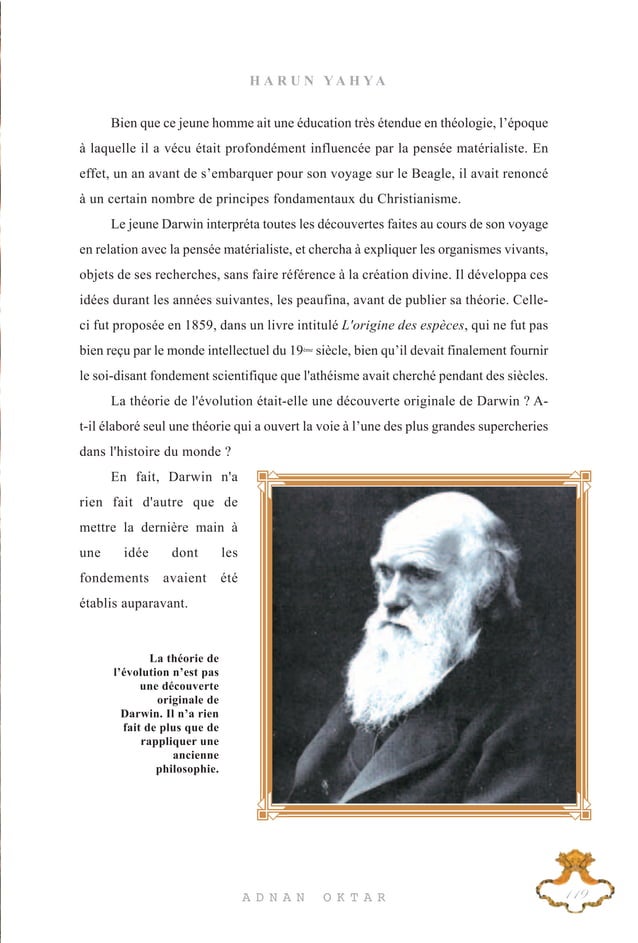 HARUN YAHYA
Bien que ce jeune homme ait une éducation très étendue en théologie, l’époque
à laquelle il a vécu était profondément influencée par la pensée matérialiste. En
effet, un an avant de s’embarquer pour son voyage sur le Beagle, il avait renoncé
à un certain nombre de principes fondamentaux du Christianisme.
Le jeune Darwin interpréta toutes les découvertes faites au cours de son voyage
en relation avec la pensée matérialiste, et chercha à expliquer les organismes vivants,
objets de ses recherches, sans faire référence à la création divine. Il développa ces
idées durant les années suivantes, les peaufina, avant de publier sa théorie. Celle-
ci fut proposée en 1859, dans un livre intitulé L'origine des espèces, qui ne fut pas
bien reçu par le monde intellectuel du 19ème siècle, bien qu’il devait finalement fournir
le soi-disant fondement scientifique que l'athéisme avait cherché pendant des siècles.
La théorie de l'évolution était-elle une découverte originale de Darwin ? A-
t-il élaboré seul une théorie qui a ouvert la voie à l’une des plus grandes supercheries
dans l'histoire du monde ?
En fait, Darwin n'a
rien fait d'autre que de
mettre la dernière main à
une idée dont les
fondements avaient été
établis auparavant.
La théorie de
l’évolution n’est pas
une découverte
originale de
Darwin. Il n’a rien
fait de plus que de
rappliquer une
ancienne
philosophie.
ADNAN OKTAR
119